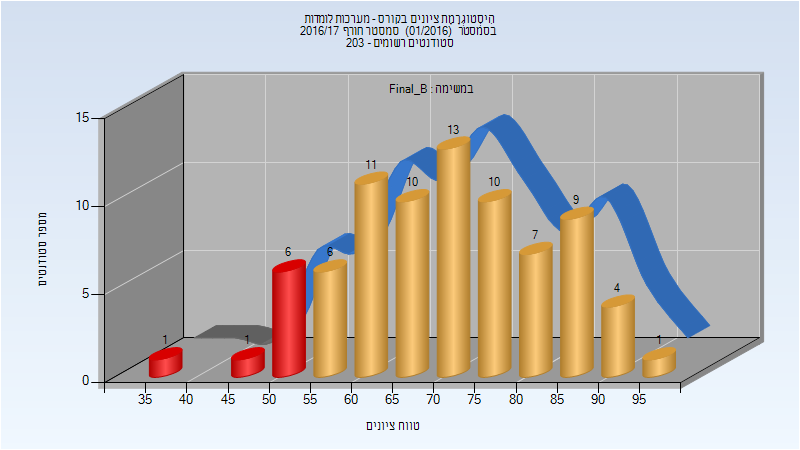 היסטוגרמת ציונים בקורס - מערכות לומדות
בסמסטר (01/2016) סמסטר חורף 2016/17
סטודנטים רשומים - 203
במשימה : Final_B
15
10
5
0
מספר סטודנטים
1
1
6
6
11
10
13
10
7
9
4
1
35 40 45 50 55 60 65 70 75 80 85 90 95
טווח ציונים